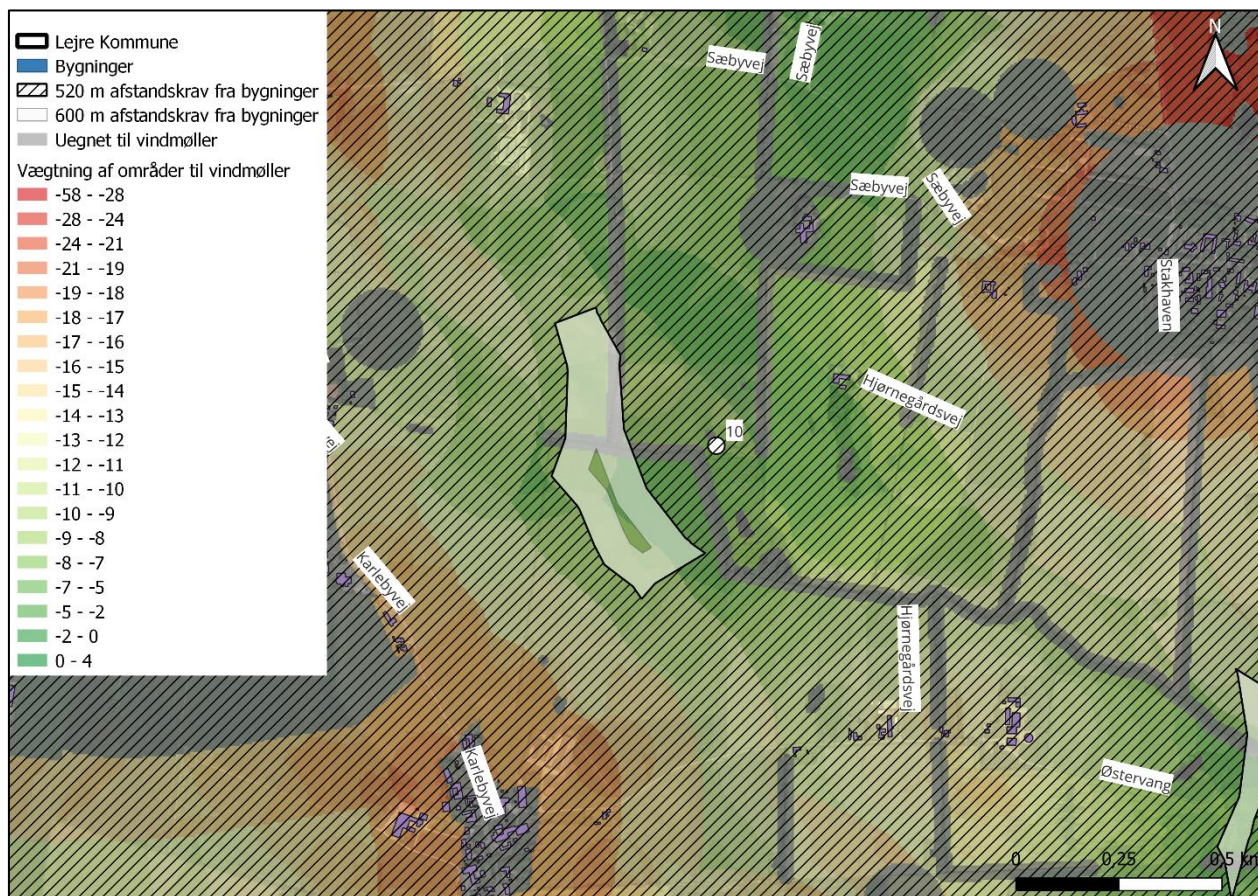 Lejre Kommune
Bygninger
520 m afstandskrav fra bygninger
600 m afstandskrav fra bygninger
Uegnet til vindmøller
Vægtning af områder til vindmøller
-58 - -28
-28 - -24
-24 - -21
-21 - -19
-19 - -18
-18 - -17
-17 - -16
-16 - -15
-15 - -14
-14 - -13
-13 - -12
-12 - -11
-11 - -10
-10 - -9
-9 - -8
-8 - -7
-7 - -5
-5 - -2
-2 - 0
0 - 4
Sæbyvej
Sæbyvej
N
Sæbyvej
Sæbyvej
Stakhaven
Hjørnegårdsvej
10
Karlebyvej
Hjørnegårdsvej
Karlebyvej
Østervang
0 0,25 0,5 km